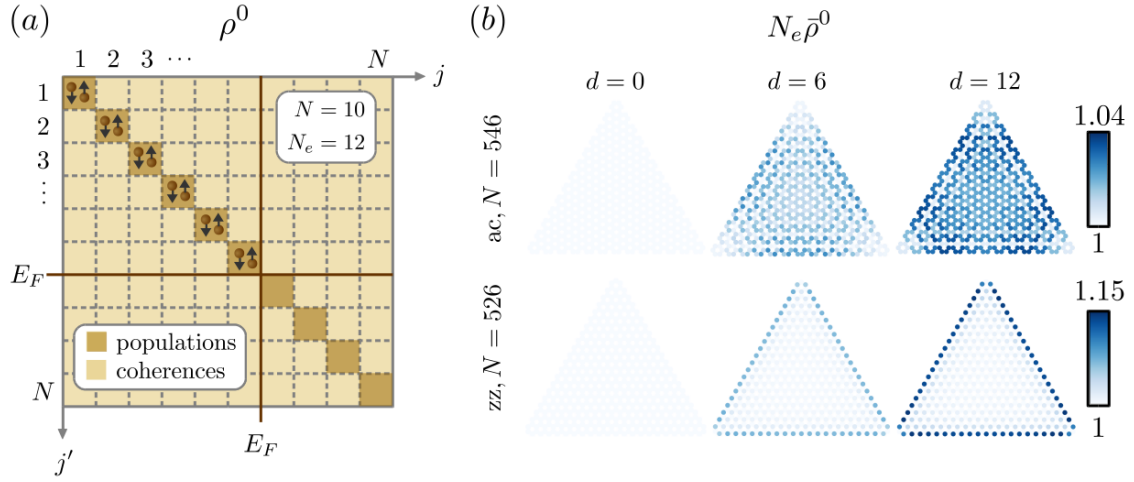 (a)
ρ⁰
1 2 3 ··· N j
1
2
3
⋮
E_F
N
j'
N = 10
N_e = 12
populations
coherences
E_F
(b)
N_e ρ̄⁰
d = 0 d = 6 d = 12
ac, N = 546
1.04
1
zz, N = 526
1.15
1